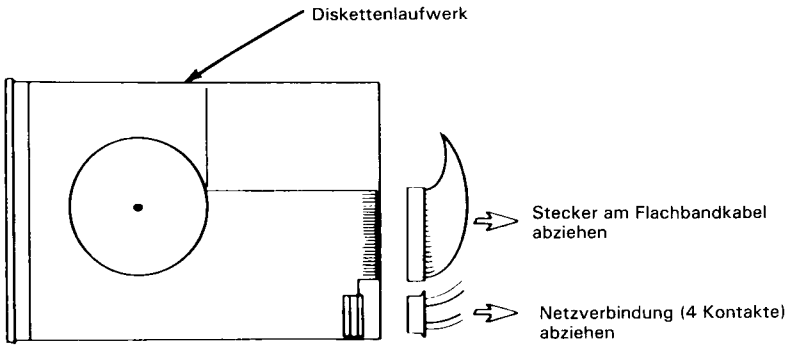 Diskettenlaufwerk
Stecker am Flachbandkabel
abziehen
Netzverbindung (4 Kontakte)
abziehen